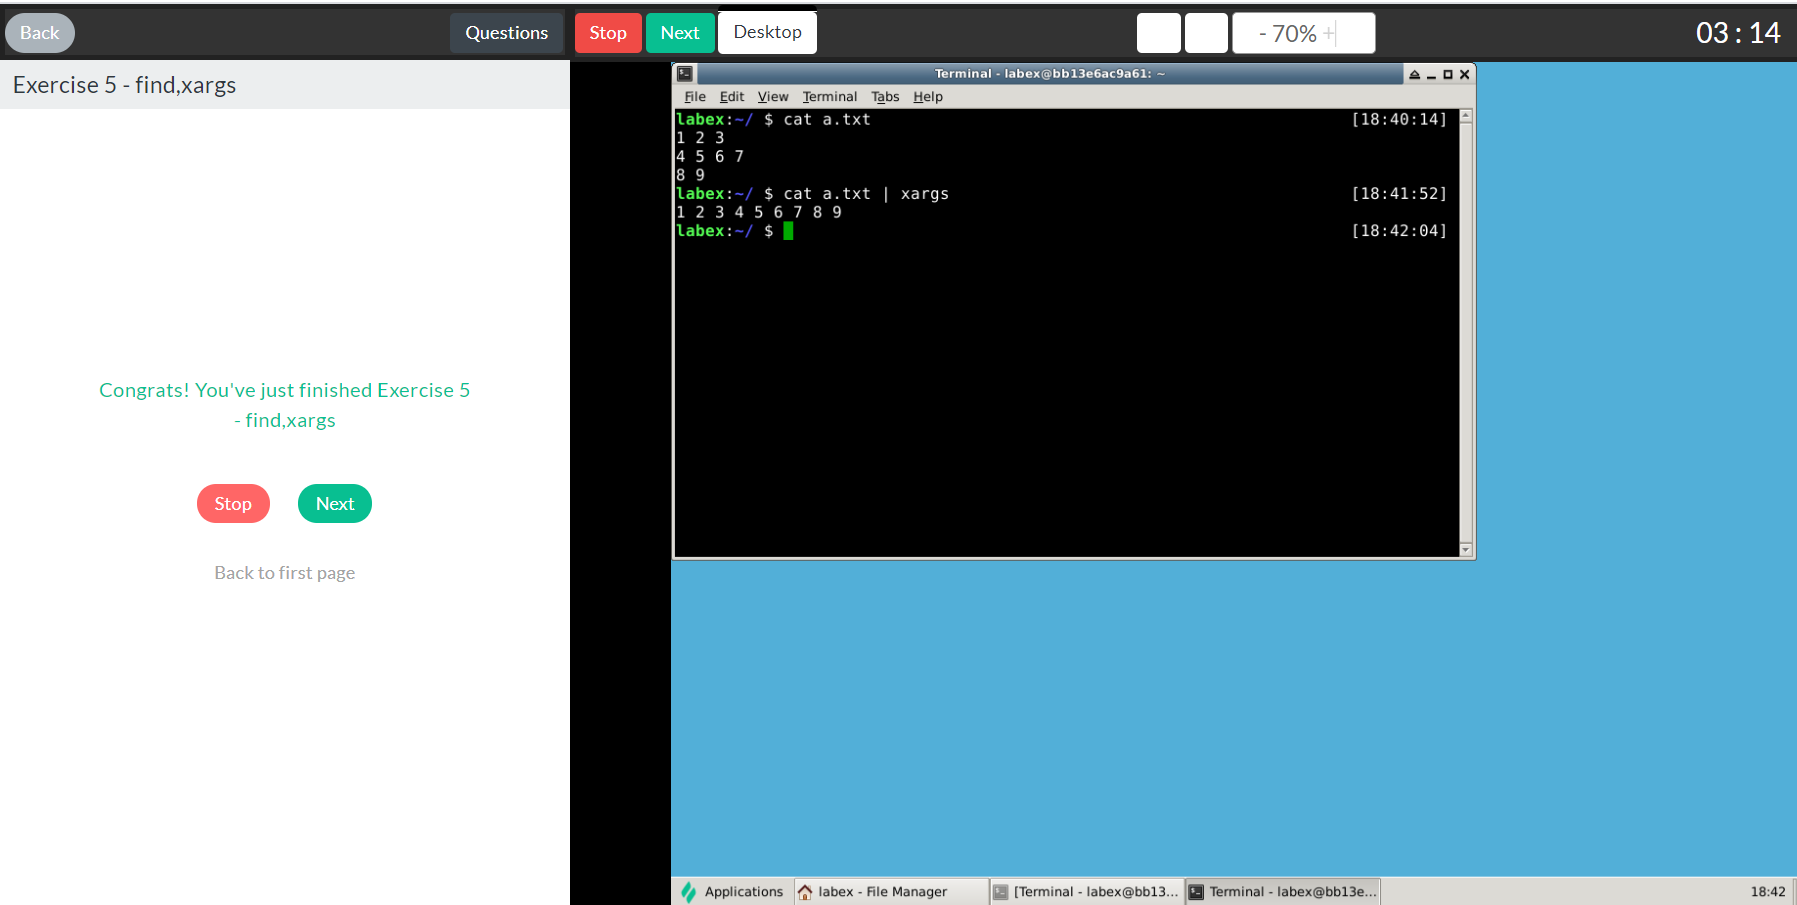 Back
Questions
Stop
Next
Desktop
- 70% +
03 : 14
Exercise 5 - find,xargs
Congrats! You've just finished Exercise 5
- find,xargs
Stop
Next
Back to first page
Terminal - labex@bb13e6ac9a61: ~
File Edit View Terminal Tabs Help
labex:~/ $ cat a.txt [18:40:14]
1 2 3
4 5 6 7
8 9
labex:~/ $ cat a.txt | xargs [18:41:52]
1 2 3 4 5 6 7 8 9
labex:~/ $ [18:42:04]
Applications
labex - File Manager
[Terminal - labex@bb13...
Terminal - labex@bb13e...
18:42